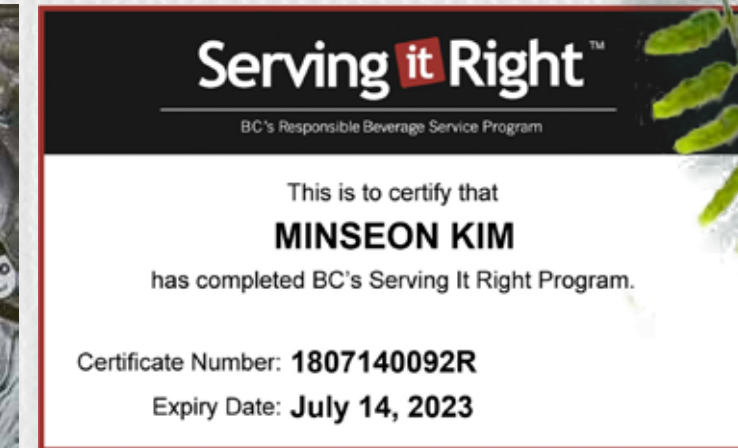 Serving it Right™
BC's Responsible Beverage Service Program
This is to certify that
MINSEON KIM
has completed BC's Serving It Right Program.
Certificate Number: 1807140092R
Expiry Date: July 14, 2023